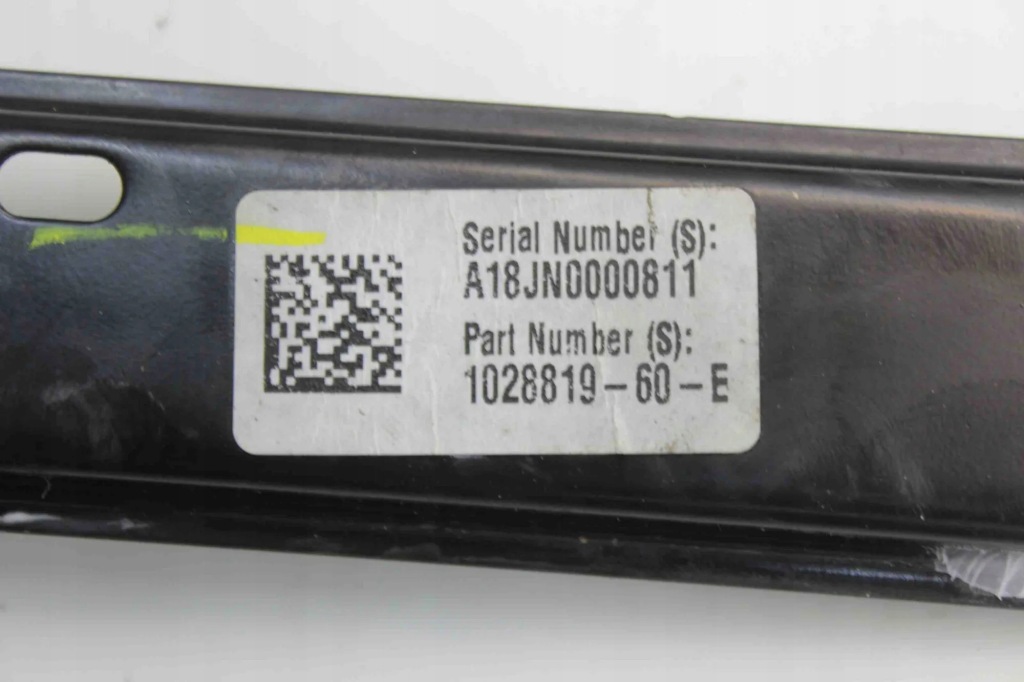 Serial Number (S):
A18JN0000811
Part Number (S):
1028819-60-E